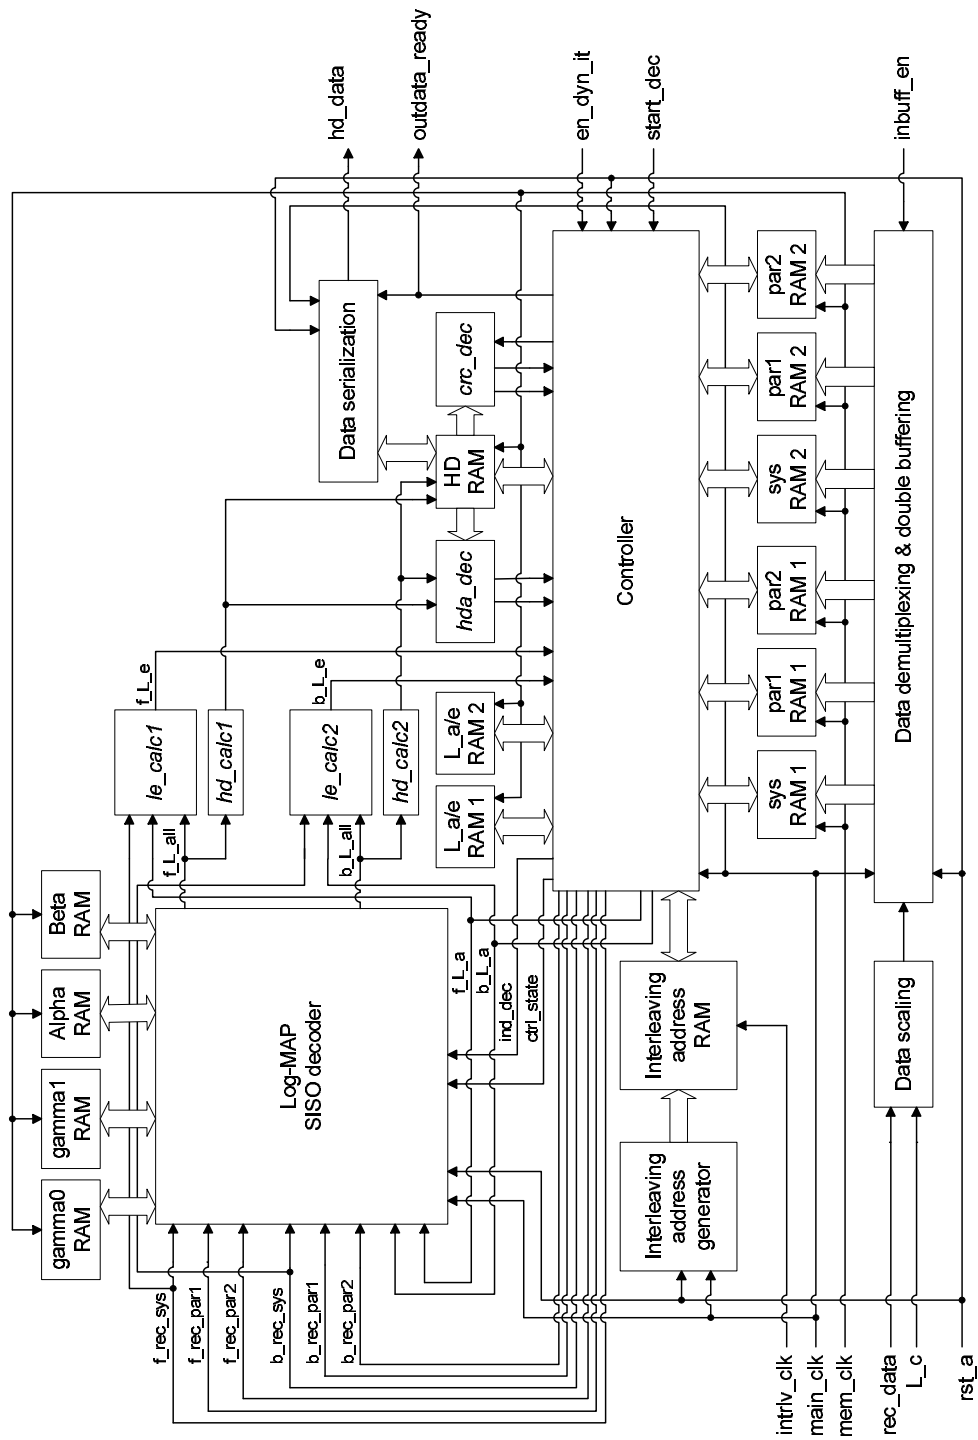 gamma0
RAM
gamma1
RAM
Alpha
RAM
Beta
RAM
f_rec_sys
f_rec_par1
f_rec_par2
b_rec_sys
b_rec_par1
b_rec_par2
Log-MAP
SISO decoder
f_L_all
b_L_all
f_L_a
b_L_a
ind_dec
ctrl_state
le_calc1
f_L_e
hd_calc1
le_calc2
b_L_e
hd_calc2
L_a/e
RAM 1
L_a/e
RAM 2
hda_dec
HD
RAM
crc_dec
Data serialization
hd_data
outdata_ready
en_dyn_it
start_dec
inbuff_en
Controller
Interleaving
address
generator
Interleaving
address
RAM
sys
RAM 1
par1
RAM 1
par2
RAM 1
sys
RAM 2
par1
RAM 2
par2
RAM 2
Data scaling
Data demultiplexing & double buffering
intrlv_clk
main_clk
mem_clk
rec_data
L_c
rst_a